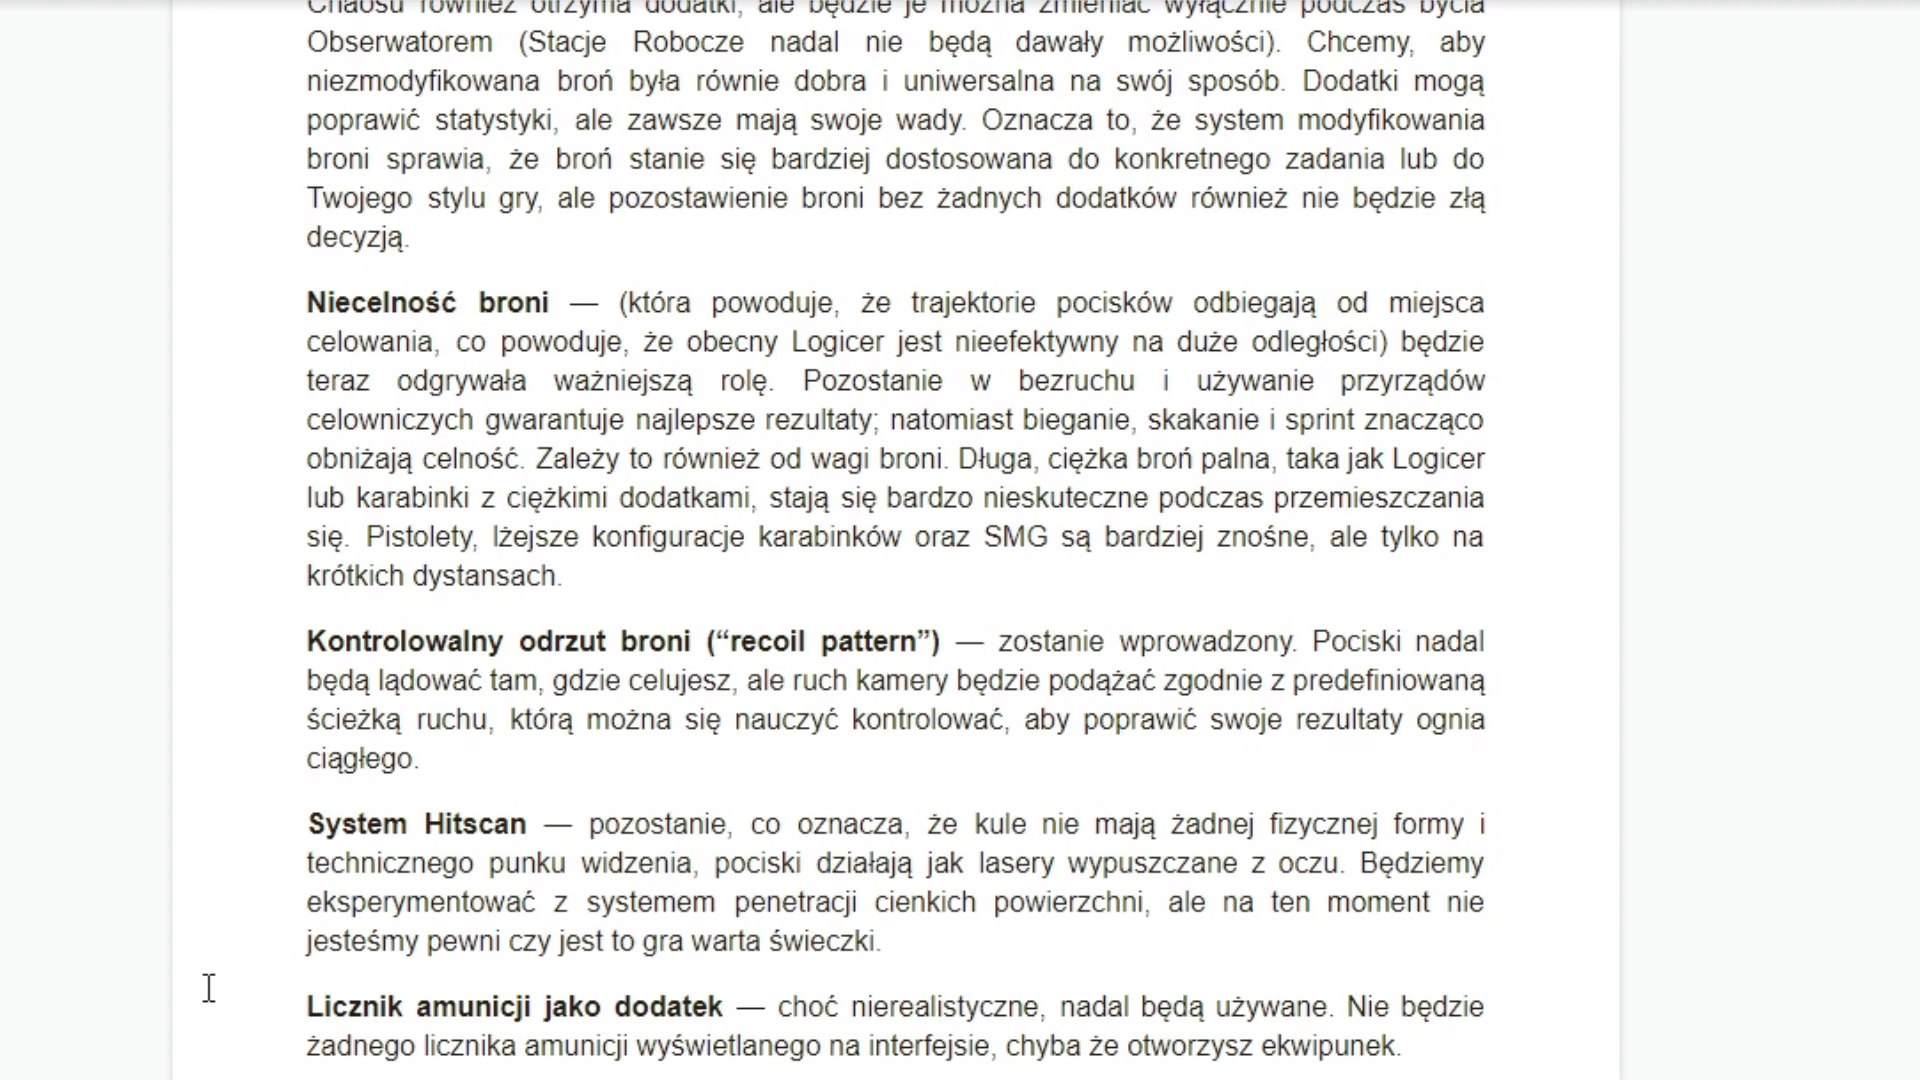 Chaosu również otrzyma dodatki, ale będzie je można zmieniać wyłącznie podczas bycia
Obserwatorem (Stacje Robocze nadal nie będą dawały możliwości). Chcemy, aby
niezmodyfikowana broń była równie dobra i uniwersalna na swój sposób. Dodatki mogą
poprawić statystyki, ale zawsze mają swoje wady. Oznacza to, że system modyfikowania
broni sprawia, że broń stanie się bardziej dostosowana do konkretnego zadania lub do
Twojego stylu gry, ale pozostawienie broni bez żadnych dodatków również nie będzie złą
decyzją.
Niecelność broni — (która powoduje, że trajektorie pocisków odbiegają od miejsca
celowania, co powoduje, że obecny Logicer jest nieefektywny na duże odległości) będzie
teraz odgrywała ważniejszą rolę. Pozostanie w bezruchu i używanie przyrządów
celowniczych gwarantuje najlepsze rezultaty; natomiast bieganie, skakanie i sprint znacząco
obniżają celność. Zależy to również od wagi broni. Długa, ciężka broń palna, taka jak Logicer
lub karabinki z ciężkimi dodatkami, stają się bardzo nieskuteczne podczas przemieszczania
się. Pistolety, lżejsze konfiguracje karabinków oraz SMG są bardziej znośne, ale tylko na
krótkich dystansach.
Kontrolowalny odrzut broni (“recoil pattern”) — zostanie wprowadzony. Pociski nadal
będą lądować tam, gdzie celujesz, ale ruch kamery będzie podążać zgodnie z predefiniowaną
ścieżką ruchu, którą można się nauczyć kontrolować, aby poprawić swoje rezultaty ognia
ciągłego.
System Hitscan — pozostanie, co oznacza, że kule nie mają żadnej fizycznej formy i
technicznego punku widzenia, pociski działają jak lasery wypuszczane z oczu. Będziemy
eksperymentować z systemem penetracji cienkich powierzchni, ale na ten moment nie
jesteśmy pewni czy jest to gra warta świeczki.
Licznik amunicji jako dodatek — choć nierealistyczne, nadal będą używane. Nie będzie
żadnego licznika amunicji wyświetlanego na interfejsie, chyba że otworzysz ekwipunek.